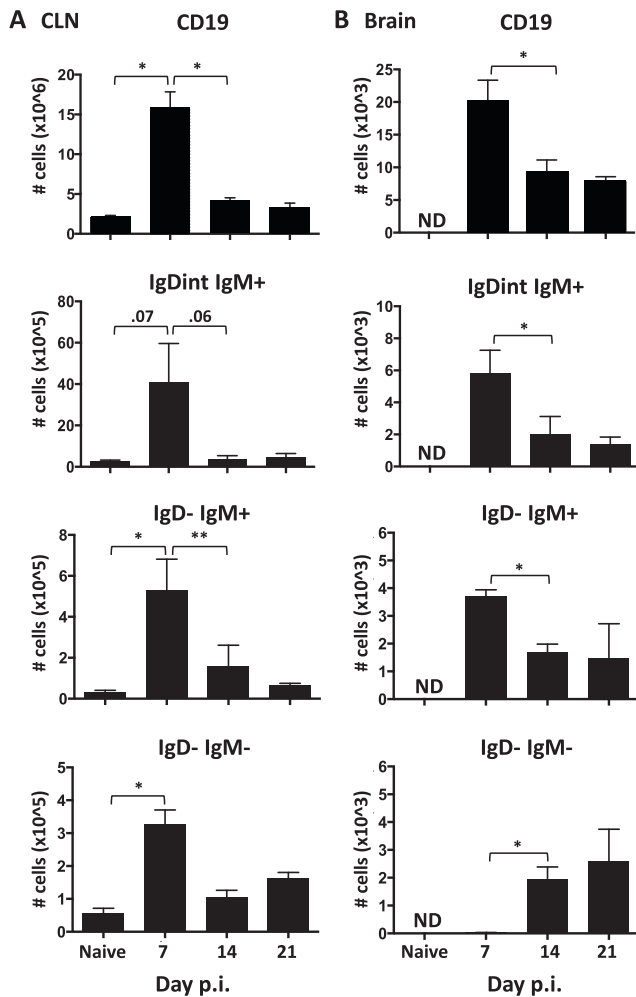 A CLN CD19
# cells (x10^6)
20
15
10
5
0
* *
B Brain CD19
# cells (x10^3)
25
20
15
10
5
0
ND
*
IgDint IgM+
# cells (x10^5)
80
60
40
20
0
.07 .06
IgDint IgM+
# cells (x10^3)
10
8
6
4
2
0
ND
*
IgD- IgM+
# cells (x10^5)
8
6
4
2
0
* **
IgD- IgM+
# cells (x10^3)
6
5
4
3
2
1
0
ND
*
IgD- IgM-
# cells (x10^5)
5
4
3
2
1
0
*
Naive 7 14 21
Day p.i.
IgD- IgM-
# cells (x10^3)
6
5
4
3
2
1
0
ND
*
Naive 7 14 21
Day p.i.